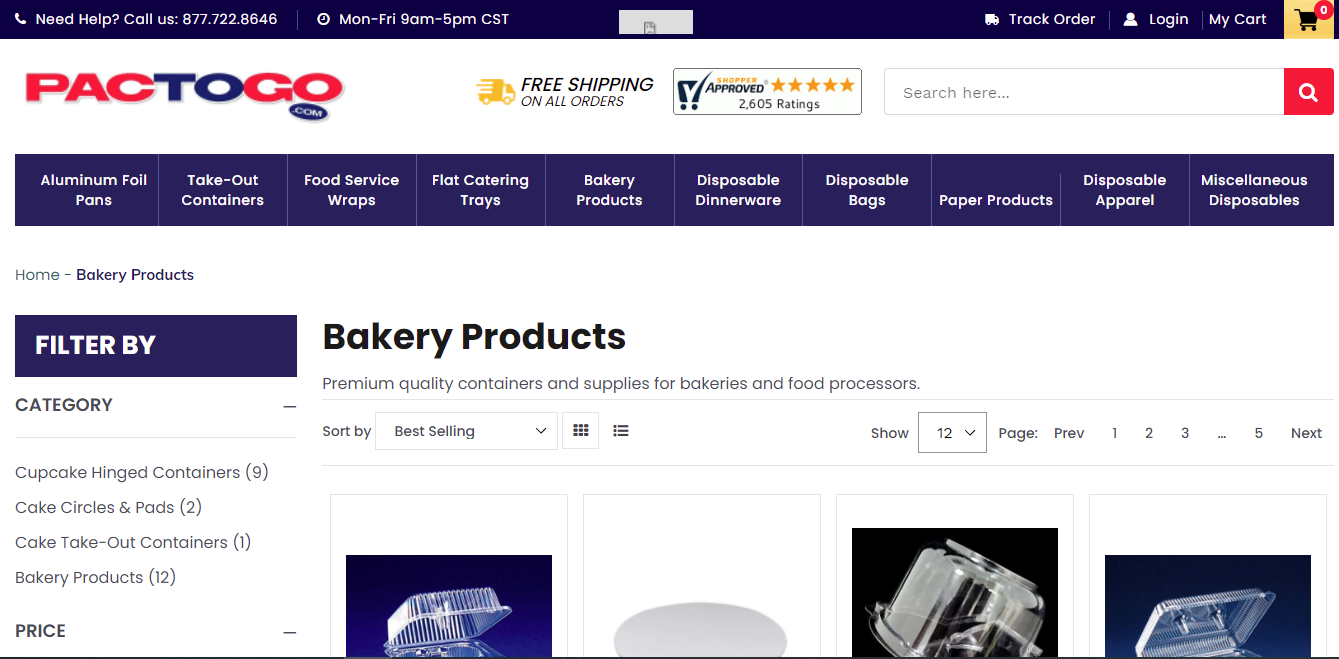 Need Help? Call us: 877.722.8646
Mon-Fri 9am-5pm CST
Track Order
Login
My Cart
0
PACTOGO
.COM
FREE SHIPPING
ON ALL ORDERS
SHOPPER
APPROVED®
2,605 Ratings
Search here...
Aluminum Foil
Pans
Take-Out
Containers
Food Service
Wraps
Flat Catering
Trays
Bakery
Products
Disposable
Dinnerware
Disposable
Bags
Paper Products
Disposable
Apparel
Miscellaneous
Disposables
Home - Bakery Products
FILTER BY
CATEGORY
Cupcake Hinged Containers (9)
Cake Circles & Pads (2)
Cake Take-Out Containers (1)
Bakery Products (12)
PRICE
Bakery Products
Premium quality containers and supplies for bakeries and food processors.
Sort by Best Selling
Show 12 Page: Prev 1 2 3 ... 5 Next